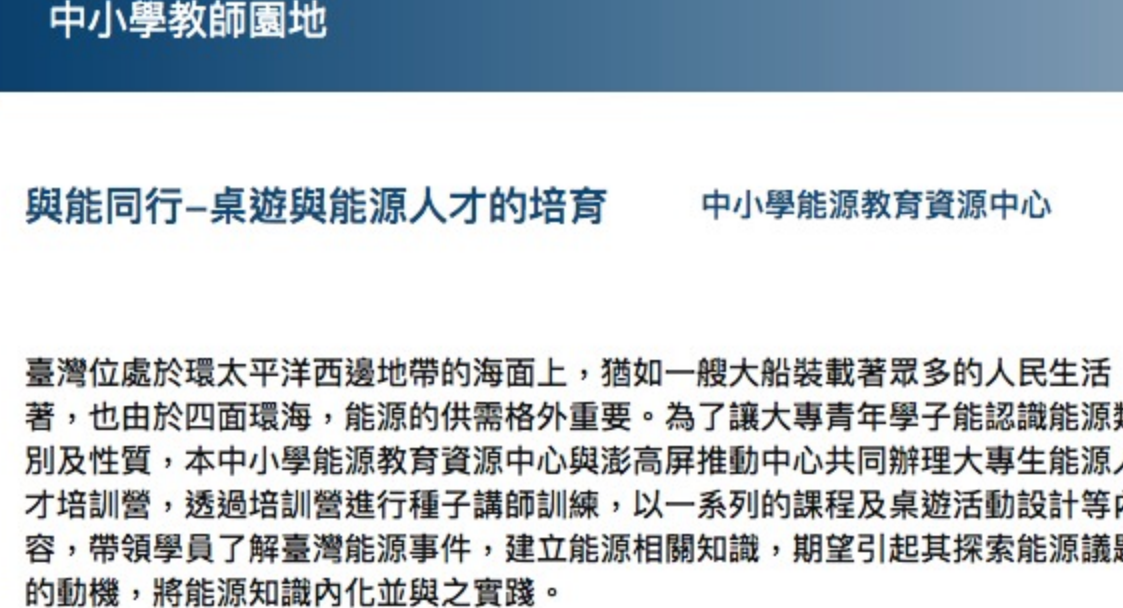 中小學教師園地
與能同行–桌遊與能源人才的培育 中小學能源教育資源中心
臺灣位處於環太平洋西邊地帶的海面上，猶如一艘大船裝載著眾多的人民生活
著，也由於四面環海，能源的供需格外重要。為了讓大專青年學子能認識能源類
別及性質，本中小學能源教育資源中心與澎高屏推動中心共同辦理大專生能源人
才培訓營，透過培訓營進行種子講師訓練，以一系列的課程及桌遊活動設計等內
容，帶領學員了解臺灣能源事件，建立能源相關知識，期望引起其探索能源議題
的動機，將能源知識內化並與之實踐。